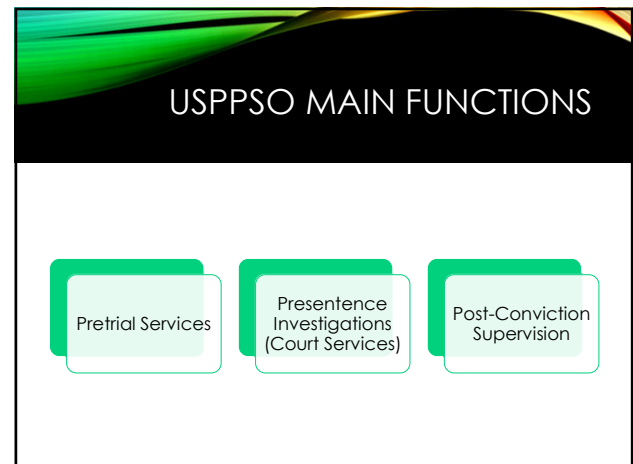 USPPSO MAIN FUNCTIONS
Pretrial Services
Presentence
Investigations
(Court Services)
Post-Conviction
Supervision